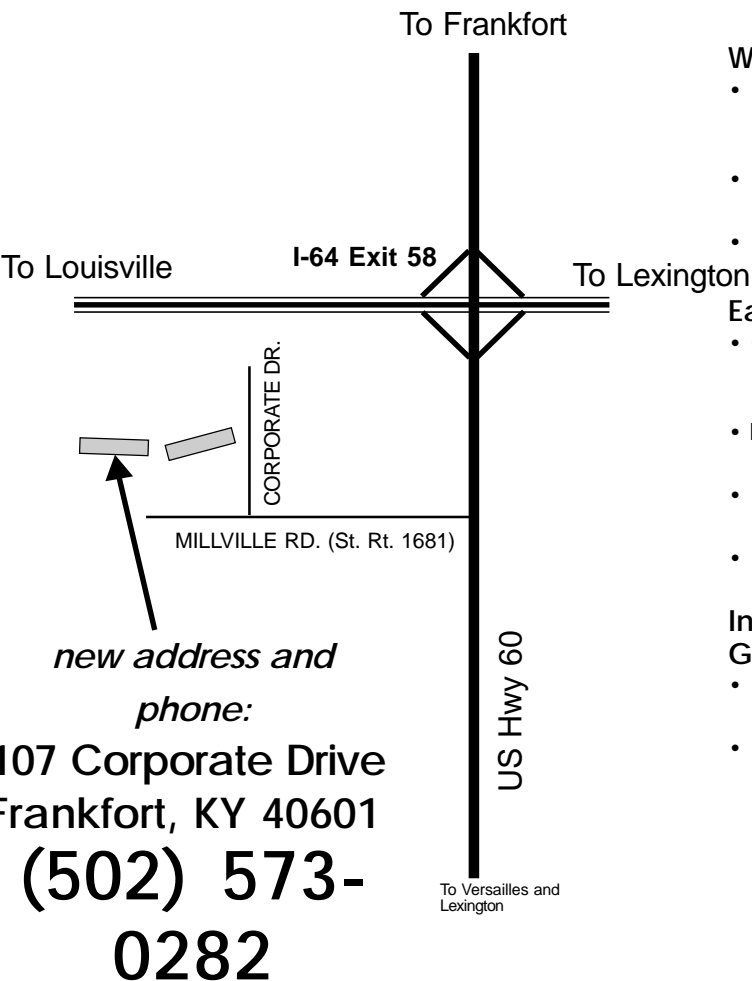 To Frankfort
I-64 Exit 58
To Louisville
To Lexington
CORPORATE DR.
MILLVILLE RD. (St. Rt. 1681)
new address and
phone:
107 Corporate Drive
Frankfort, KY 40601
(502) 573-
0282
US Hwy 60
To Versailles and
Lexington